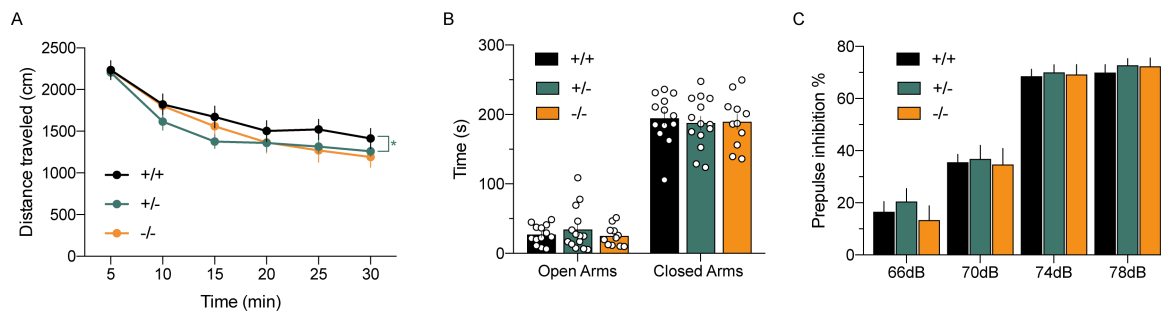 A
Distance traveled (cm)
2500
2000
1500
1000
500
0
+/+
+/-
-/-
*
5 10 15 20 25 30
Time (min)
B
Time (s)
300
200
100
0
+/+
+/-
-/-
Open Arms Closed Arms
C
Prepulse inhibition %
80
60
40
20
0
+/+
+/-
-/-
66dB 70dB 74dB 78dB